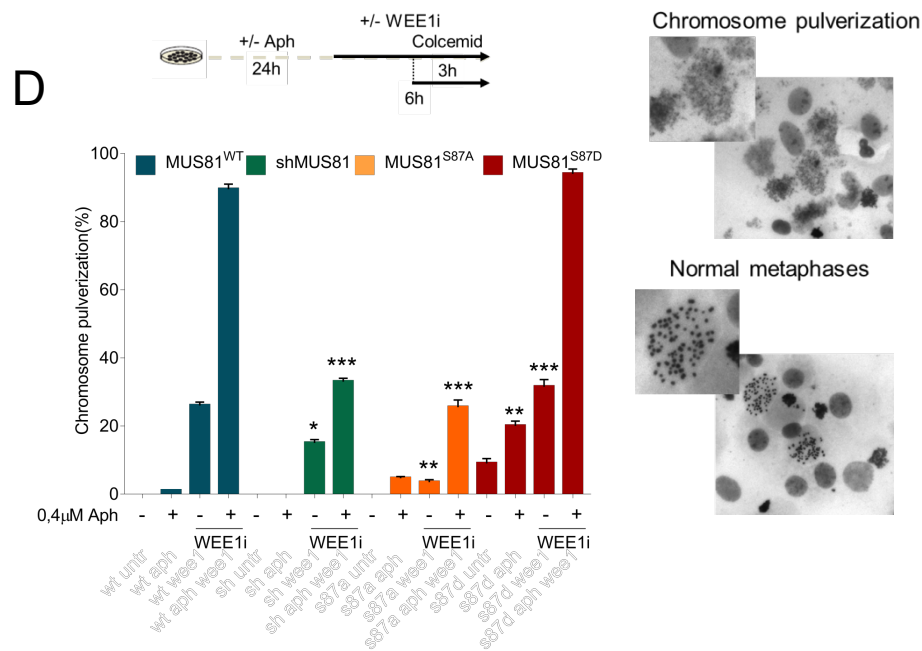 D
+/- Aph
24h
+/- WEE1i
Colcemid
3h
6h
Chromosome pulverization
Normal metaphases
MUS81WT
shMUS81
MUS81S87A
MUS81S87D
Chromosome pulverization(%)
100
80
60
40
20
0
*
***
**
***
**
***
0,4µM Aph - + - + - + - + - + - + - + - +
WEE1i WEE1i WEE1i WEE1i
wt untr
wt aph
wt wee1
wt aph wee1
sh untr
sh aph
sh wee1
sh aph wee1
s87a untr
s87a aph
s87a wee1
s87a aph wee1
s87d untr
s87d aph
s87d wee1
s87d aph wee1